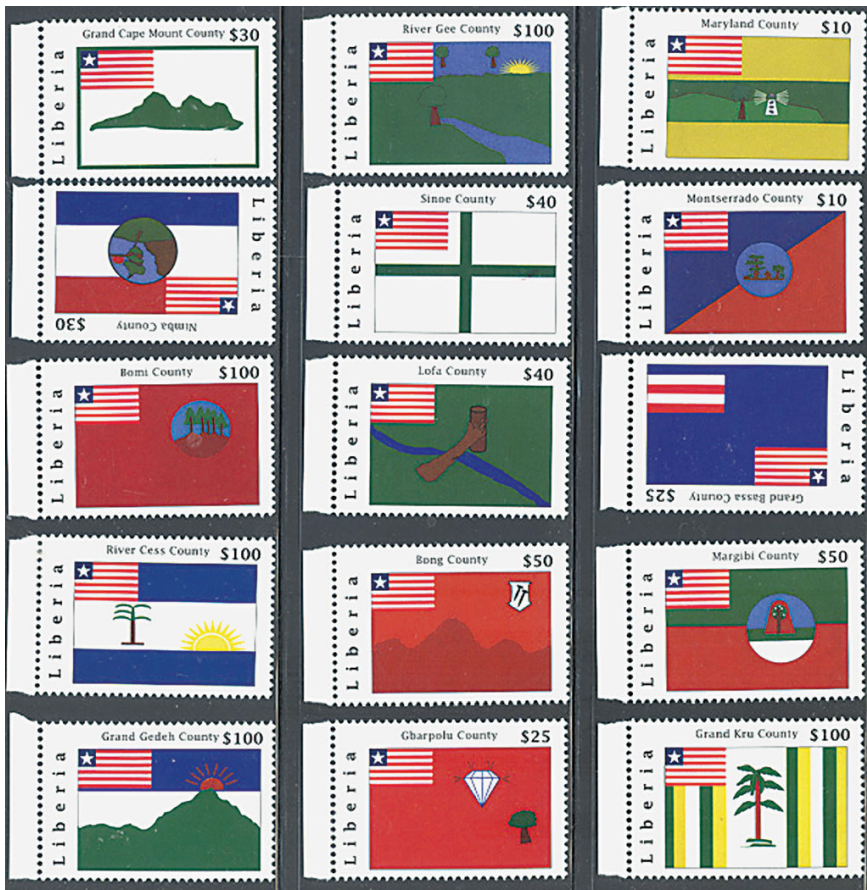 Grand Cape Mount County $30
Liberia
River Gee County $100
Liberia
Maryland County $10
Liberia
Nimba County $30
Liberia
Sinoe County $40
Liberia
Montserrado County $10
Liberia
Bomi County $100
Liberia
Lofa County $40
Liberia
Grand Bassa County $25
Liberia
River Cess County $100
Liberia
Bong County $50
Liberia
Margibi County $50
Liberia
Grand Gedeh County $100
Liberia
Gbarpolu County $25
Liberia
Grand Kru County $100
Liberia